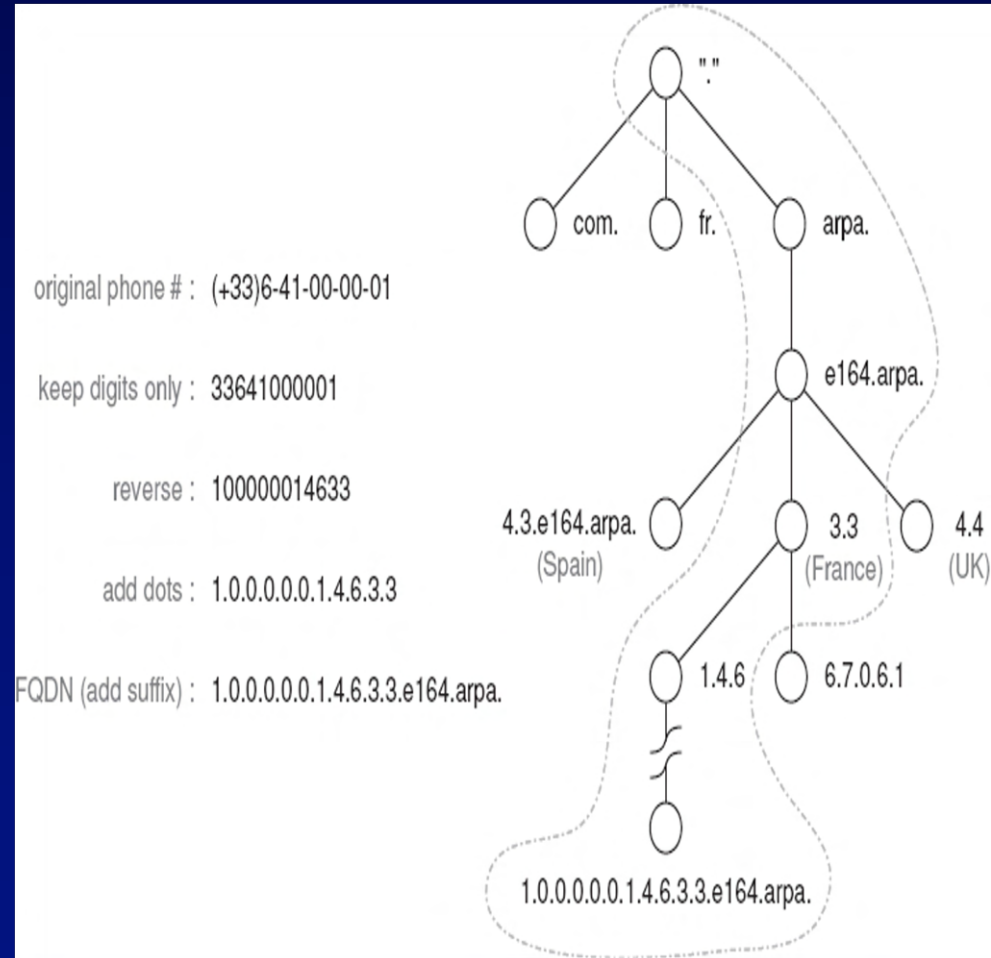 "."
com.
fr.
arpa.
original phone # : (+33)6-41-00-00-01
keep digits only : 33641000001
e164.arpa.
reverse : 100000014633
4.3.e164.arpa.
(Spain)
3.3
(France)
4.4
(UK)
add dots : 1.0.0.0.0.0.1.4.6.3.3
FQDN (add suffix) : 1.0.0.0.0.0.1.4.6.3.3.e164.arpa.
1.4.6
6.7.0.6.1
1.0.0.0.0.0.1.4.6.3.3.e164.arpa.